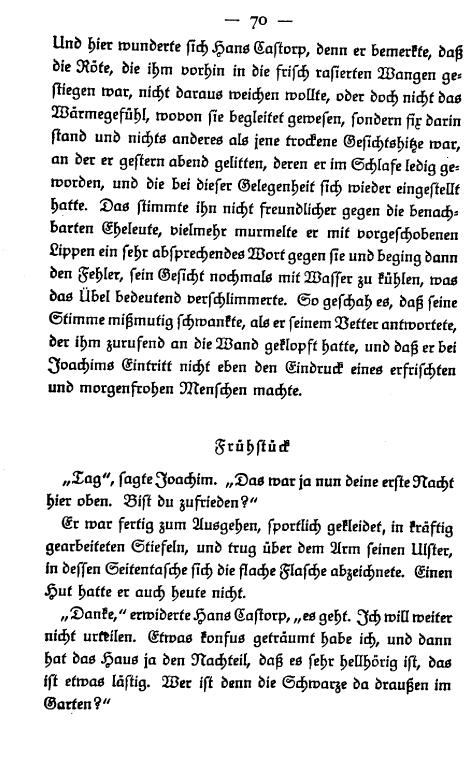 — 70 —
Und hier wunderte sich Hans Castorp, denn er bemerkte, daß
die Röte, die ihm vorhin in die frisch rasierten Wangen ge-
stiegen war, nicht daraus weichen wollte, oder doch nicht das
Wärmegefühl, wovon sie begleitet gewesen, sondern fix darin
stand und nichts anderes als jene trockene Gesichtshitze war,
an der er gestern abend gelitten, deren er im Schlafe ledig ge-
worden, und die bei dieser Gelegenheit sich wieder eingestellt
hatte. Das stimmte ihn nicht freundlicher gegen die benach-
barten Eheleute, vielmehr murmelte er mit vorgeschobenen
Lippen ein sehr absprechendes Wort gegen sie und beging dann
den Fehler, sein Gesicht nochmals mit Wasser zu kühlen, was
das Übel bedeutend verschlimmerte. So geschah es, daß seine
Stimme mißmutig schwankte, als er seinem Vetter antwortete,
der ihm zurufend an die Wand geklopft hatte, und daß er bei
Joachims Eintritt nicht eben den Eindruck eines erfrischten
und morgenfrohen Menschen machte.
Frühstück
„Tag“, sagte Joachim. „Das war ja nun deine erste Nacht
hier oben. Bist du zufrieden?“
Er war fertig zum Ausgehen, sportlich gekleidet, in kräftig
gearbeiteten Stiefeln, und trug über dem Arm seinen Ulster,
in dessen Seitentasche sich die flache Flasche abzeichnete. Einen
Hut hatte er auch heute nicht.
„Danke,“ erwiderte Hans Castorp, „es geht. Ich will weiter
nicht urteilen. Etwas konfus geträumt habe ich, und dann
hat das Haus ja den Nachteil, daß es sehr hellhörig ist, das
ist etwas lästig. Wer ist denn die Schwarze da draußen im
Garten?“